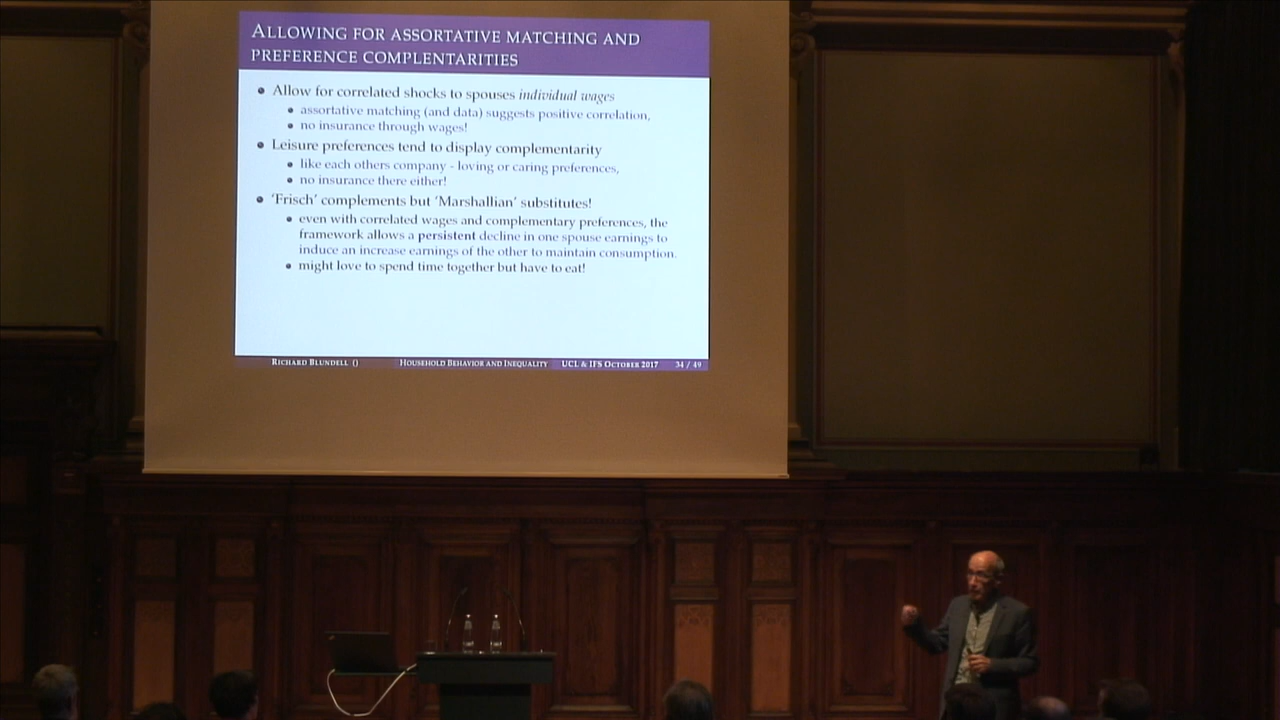 ALLOWING FOR ASSORTATIVE MATCHING AND
PREFERENCE COMPLENTARITIES
• Allow for correlated shocks to spouses individual wages
• assortative matching (and data) suggests positive correlation,
• no insurance through wages!
• Leisure preferences tend to display complementarity
• like each others company - loving or caring preferences,
• no insurance there either!
• 'Frisch' complements but 'Marshallian' substitutes!
• even with correlated wages and complementary preferences, the
framework allows a persistent decline in one spouse earnings to
induce an increase earnings of the other to maintain consumption.
• might love to spend time together but have to eat!
RICHARD BLUNDELL () HOUSEHOLD BEHAVIOR AND INEQUALITY UCL & IFS OCTOBER 2017 34 / 49